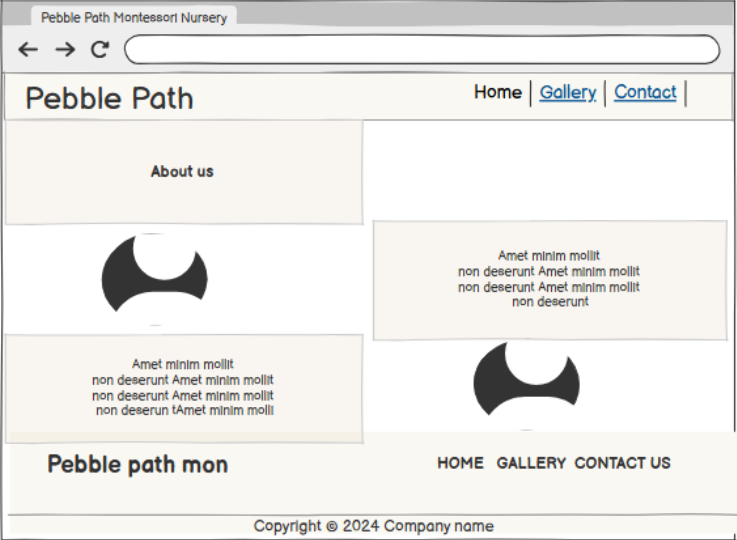 Pebble Path Montessori Nursery
Pebble Path
Home
Gallery
Contact
About us
Amet minim mollit
non deserunt Amet minim mollit
non deserunt Amet minim mollit
non deserunt
Amet minim mollit
non deserunt Amet minim mollit
non deserunt Amet minim mollit
non deserun tAmet minim molli
Pebble path mon
HOME GALLERY CONTACT US
Copyright © 2024 Company name